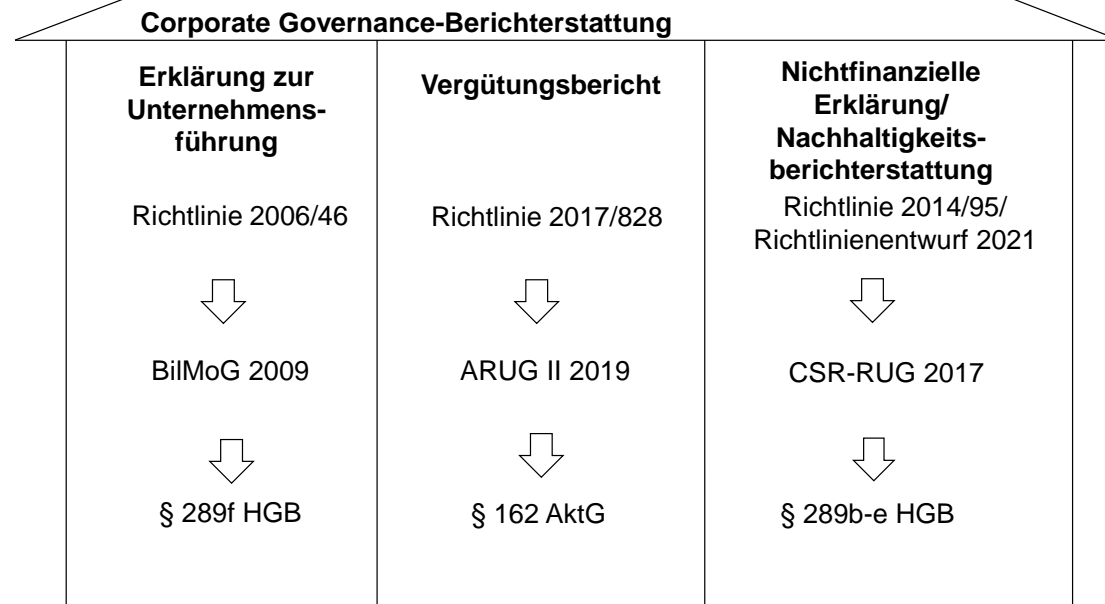 Corporate Governance-Berichterstattung
Erklärung zur
Unternehmens-
führung
Richtlinie 2006/46
BilMoG 2009
§ 289f HGB
Vergütungsbericht
Richtlinie 2017/828
ARUG II 2019
§ 162 AktG
Nichtfinanzielle
Erklärung/
Nachhaltigkeits-
berichterstattung
Richtlinie 2014/95/
Richtlinienentwurf 2021
CSR-RUG 2017
§ 289b-e HGB